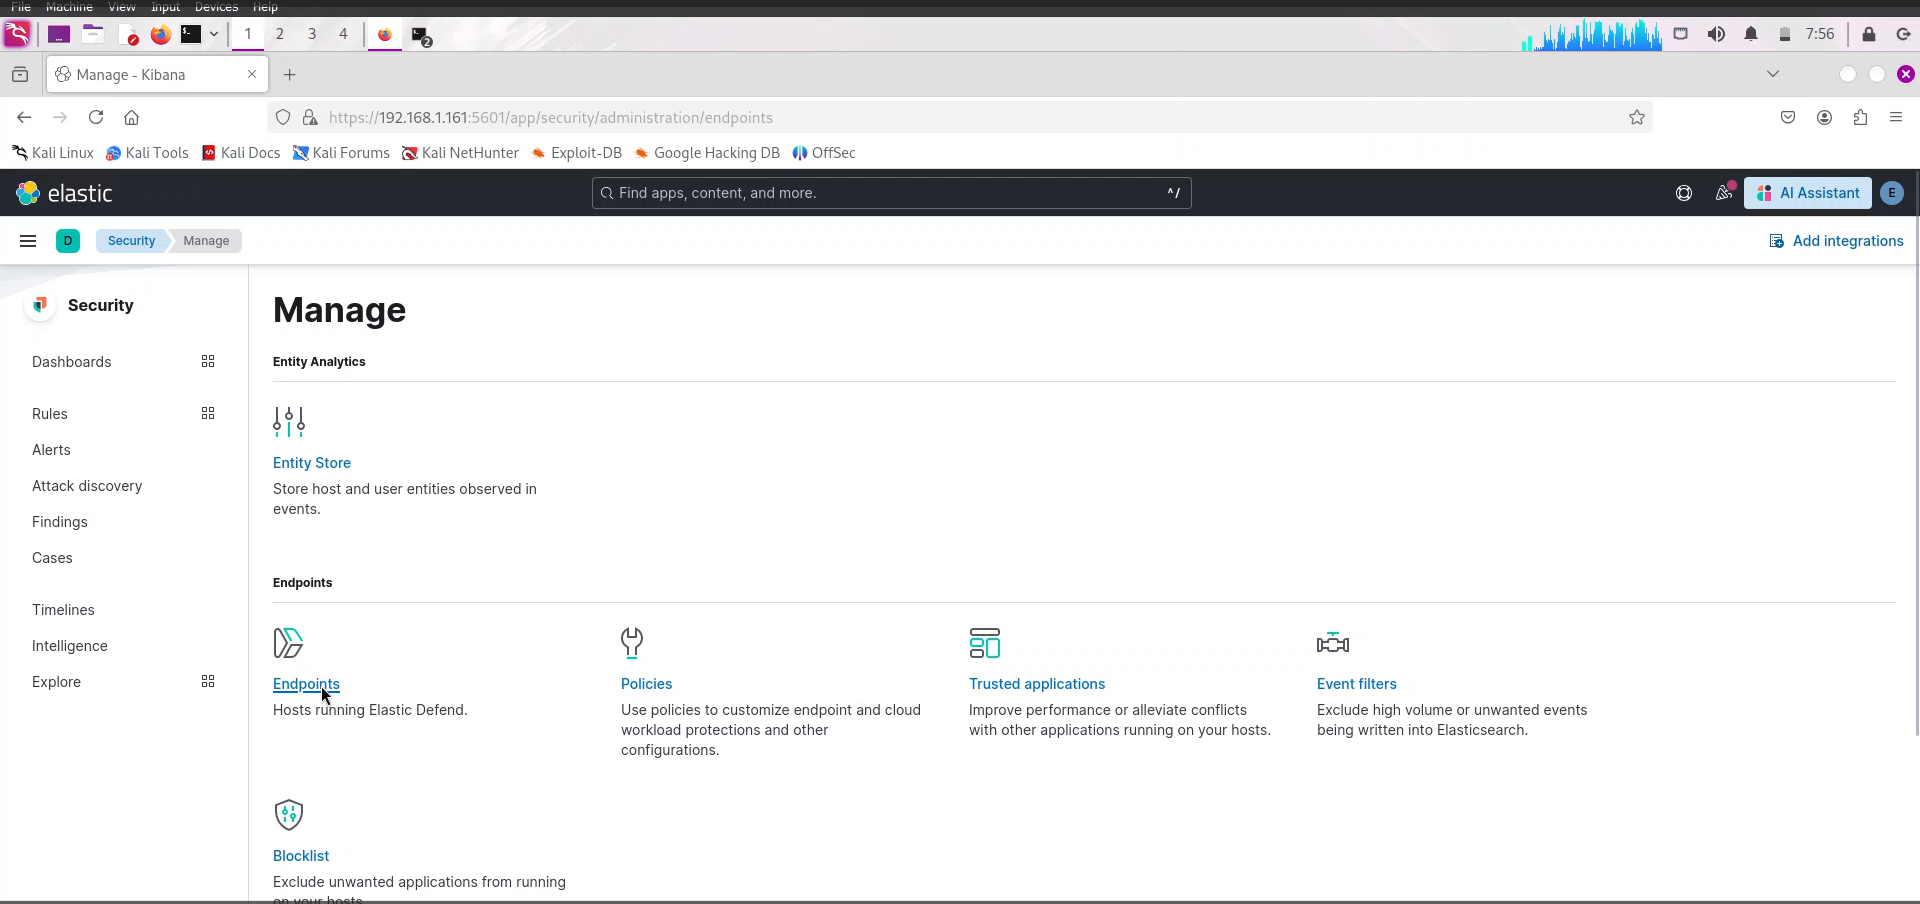 File Machine View Input Devices Help
1 2 3 4 2 7:56
Manage - Kibana
https://192.168.1.161:5601/app/security/administration/endpoints
Kali Linux Kali Tools Kali Docs Kali Forums Kali NetHunter Exploit-DB Google Hacking DB OffSec
elastic Find apps, content, and more. ^/ AI Assistant E
D Security Manage Add integrations
Security
Dashboards
Rules
Alerts
Attack discovery
Findings
Cases
Timelines
Intelligence
Explore
Manage
Entity Analytics
Entity Store
Store host and user entities observed in
events.
Endpoints
Endpoints
Hosts running Elastic Defend.
Policies
Use policies to customize endpoint and cloud
workload protections and other
configurations.
Trusted applications
Improve performance or alleviate conflicts
with other applications running on your hosts.
Event filters
Exclude high volume or unwanted events
being written into Elasticsearch.
Blocklist
Exclude unwanted applications from running
on your hosts.